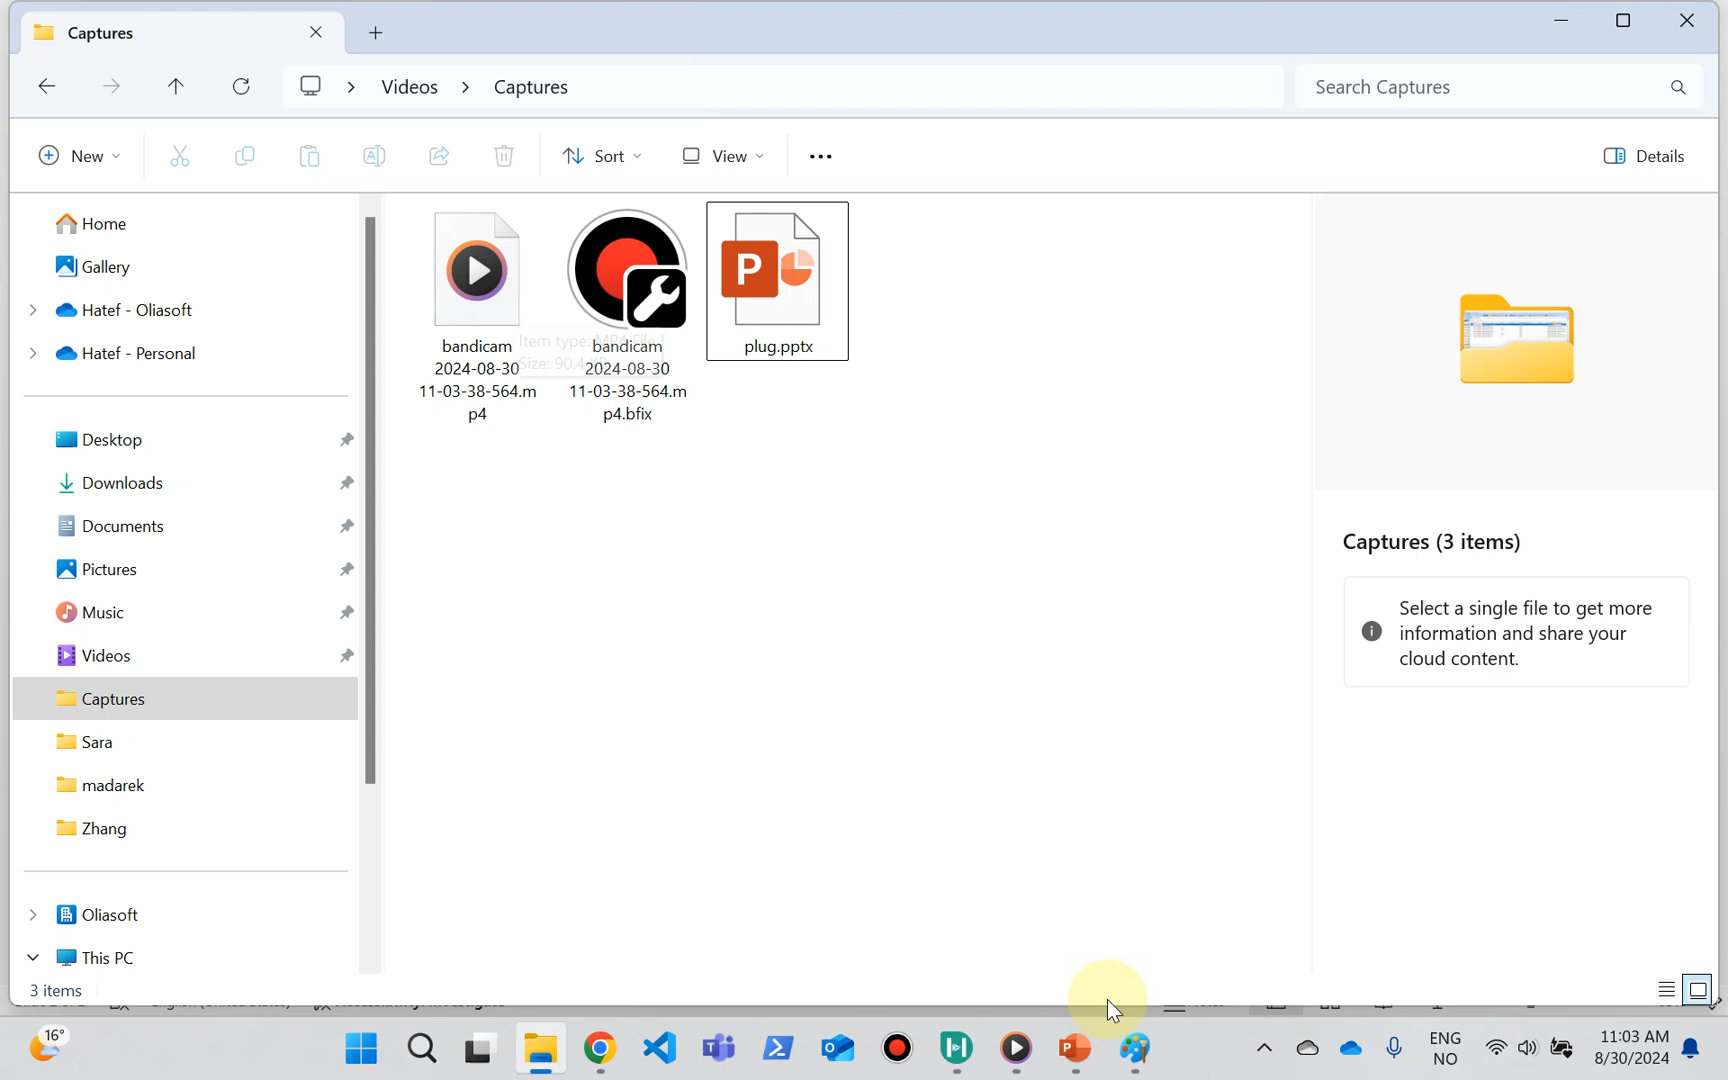 Captures
Videos
Captures
Search Captures
New
Sort
View
Details
Home
Gallery
Hatef - Oliasoft
Hatef - Personal
Desktop
Downloads
Documents
Pictures
Music
Videos
Captures
Sara
madarek
Zhang
Oliasoft
This PC
3 items
bandicam
2024-08-30
11-03-38-564.m
p4
bandicam
2024-08-30
11-03-38-564.m
p4.bfix
Item type: MP4 File
Size: 90.4 KB
P
plug.pptx
Captures (3 items)
Select a single file to get more
information and share your
cloud content.
16°
ENG
NO
11:03 AM
8/30/2024